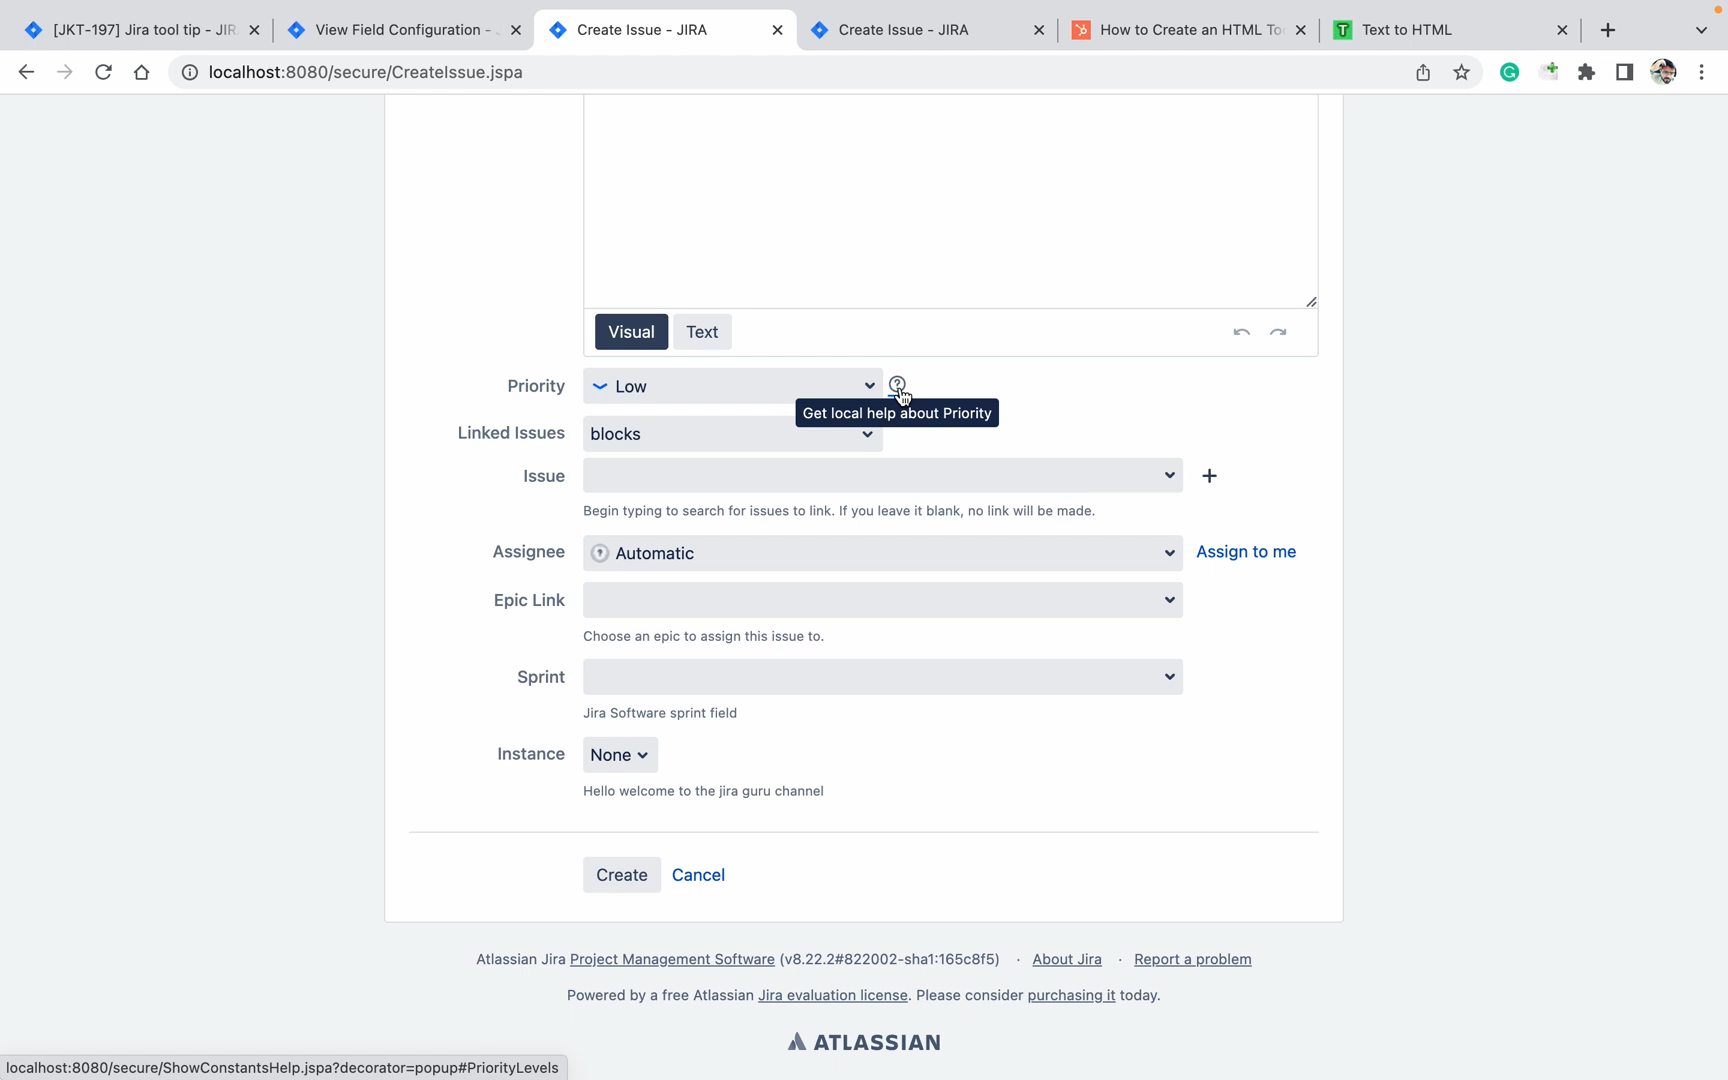 [JKT-197] Jira tool tip - JIR
View Field Configuration -
Create Issue - JIRA
Create Issue - JIRA
How to Create an HTML To
Text to HTML
localhost:8080/secure/CreateIssue.jspa
Visual
Text
Priority
Low
Get local help about Priority
Linked Issues
blocks
Issue
Begin typing to search for issues to link. If you leave it blank, no link will be made.
Assignee
Automatic
Assign to me
Epic Link
Choose an epic to assign this issue to.
Sprint
Jira Software sprint field
Instance
None
Hello welcome to the jira guru channel
Create
Cancel
Atlassian Jira Project Management Software (v8.22.2#822002-sha1:165c8f5) · About Jira · Report a problem
Powered by a free Atlassian Jira evaluation license. Please consider purchasing it today.
ATLASSIAN
localhost:8080/secure/ShowConstantsHelp.jspa?decorator=popup#PriorityLevels